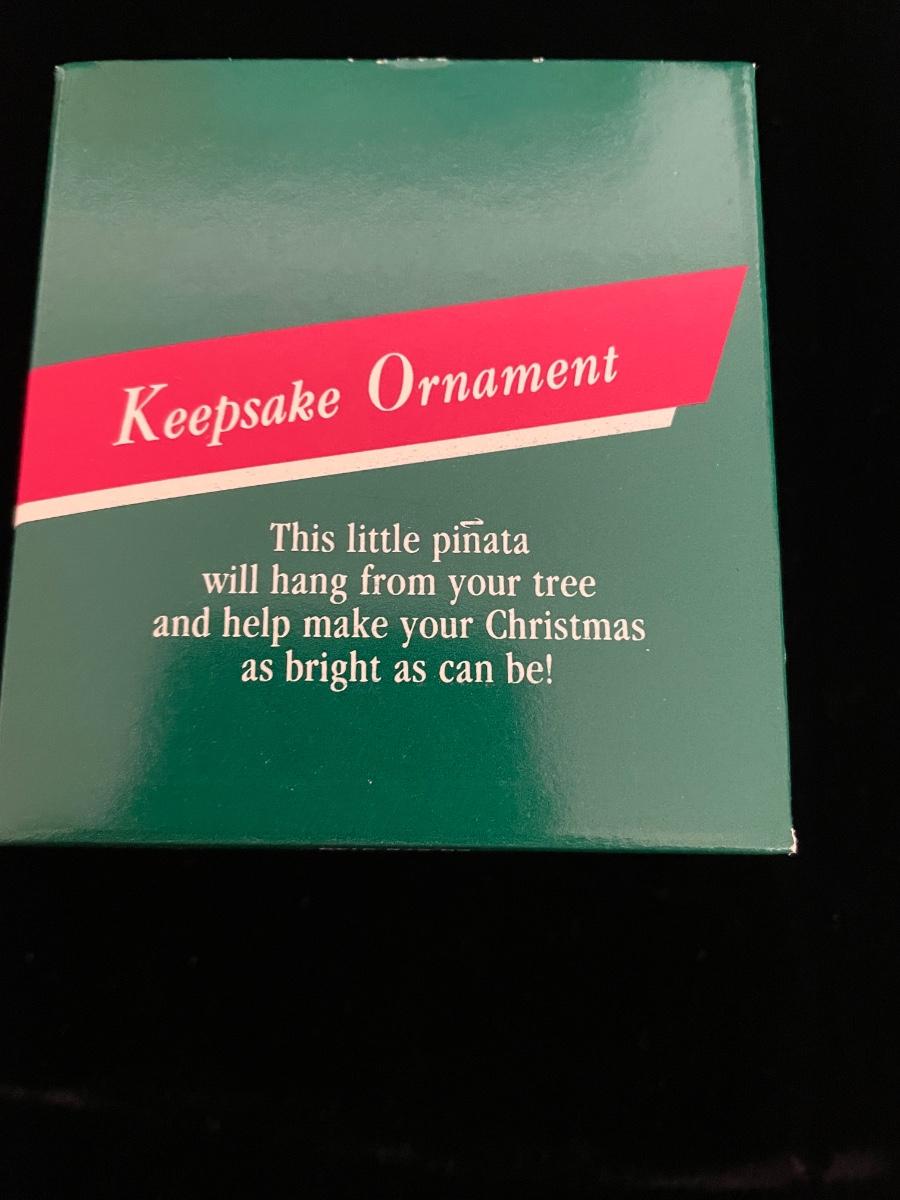 Keepsake Ornament
This little piñata
will hang from your tree
and help make your Christmas
as bright as can be!